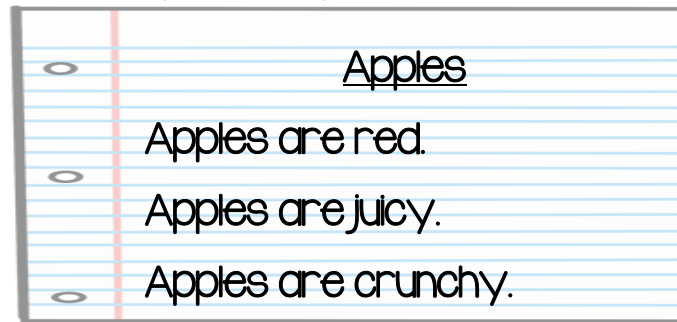 Apples
Apples are red.
Apples are juicy.
Apples are crunchy.